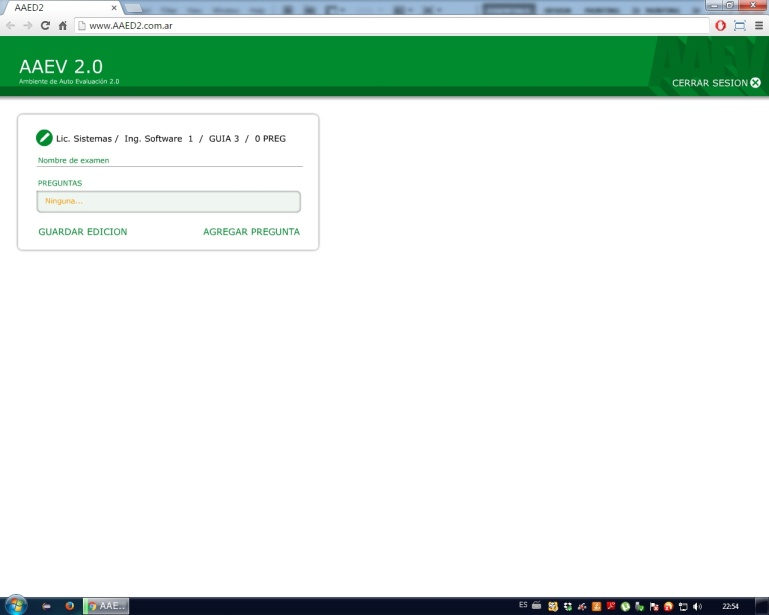 AAED2
www.AAED2.com.ar
AAEV 2.0
Ambiente de Auto Evaluación 2.0
AAEV
CERRAR SESION
Lic. Sistemas / Ing. Software 1 / GUIA 3 / 0 PREG
Nombre de examen
PREGUNTAS
Ninguna...
GUARDAR EDICION
AGREGAR PREGUNTA
AAE...
ES
22:54